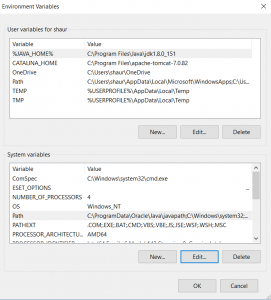 Environment Variables
User variables for shaur
Variable Value
%JAVA_HOME% C:\Program Files\Java\jdk1.8.0_151
CATALINA_HOME C:\Program Files\apache-tomcat-7.0.82
OneDrive C:\Users\shaur\OneDrive
Path C:\Users\shaur\AppData\Local\Microsoft\WindowsApps;C:\Us...
TEMP %USERPROFILE%\AppData\Local\Temp
TMP %USERPROFILE%\AppData\Local\Temp
New... Edit... Delete
System variables
Variable Value
ComSpec C:\Windows\system32\cmd.exe
ESET_OPTIONS ...
NUMBER_OF_PROCESSORS 4
OS Windows_NT
Path C:\ProgramData\Oracle\Java\javapath;C:\Windows\system32;...
PATHEXT .COM;.EXE;.BAT;.CMD;.VBS;.VBE;.JS;.JSE;.WSF;.WSH;.MSC
PROCESSOR_ARCHITECTU... AMD64
New... Edit... Delete
OK Cancel